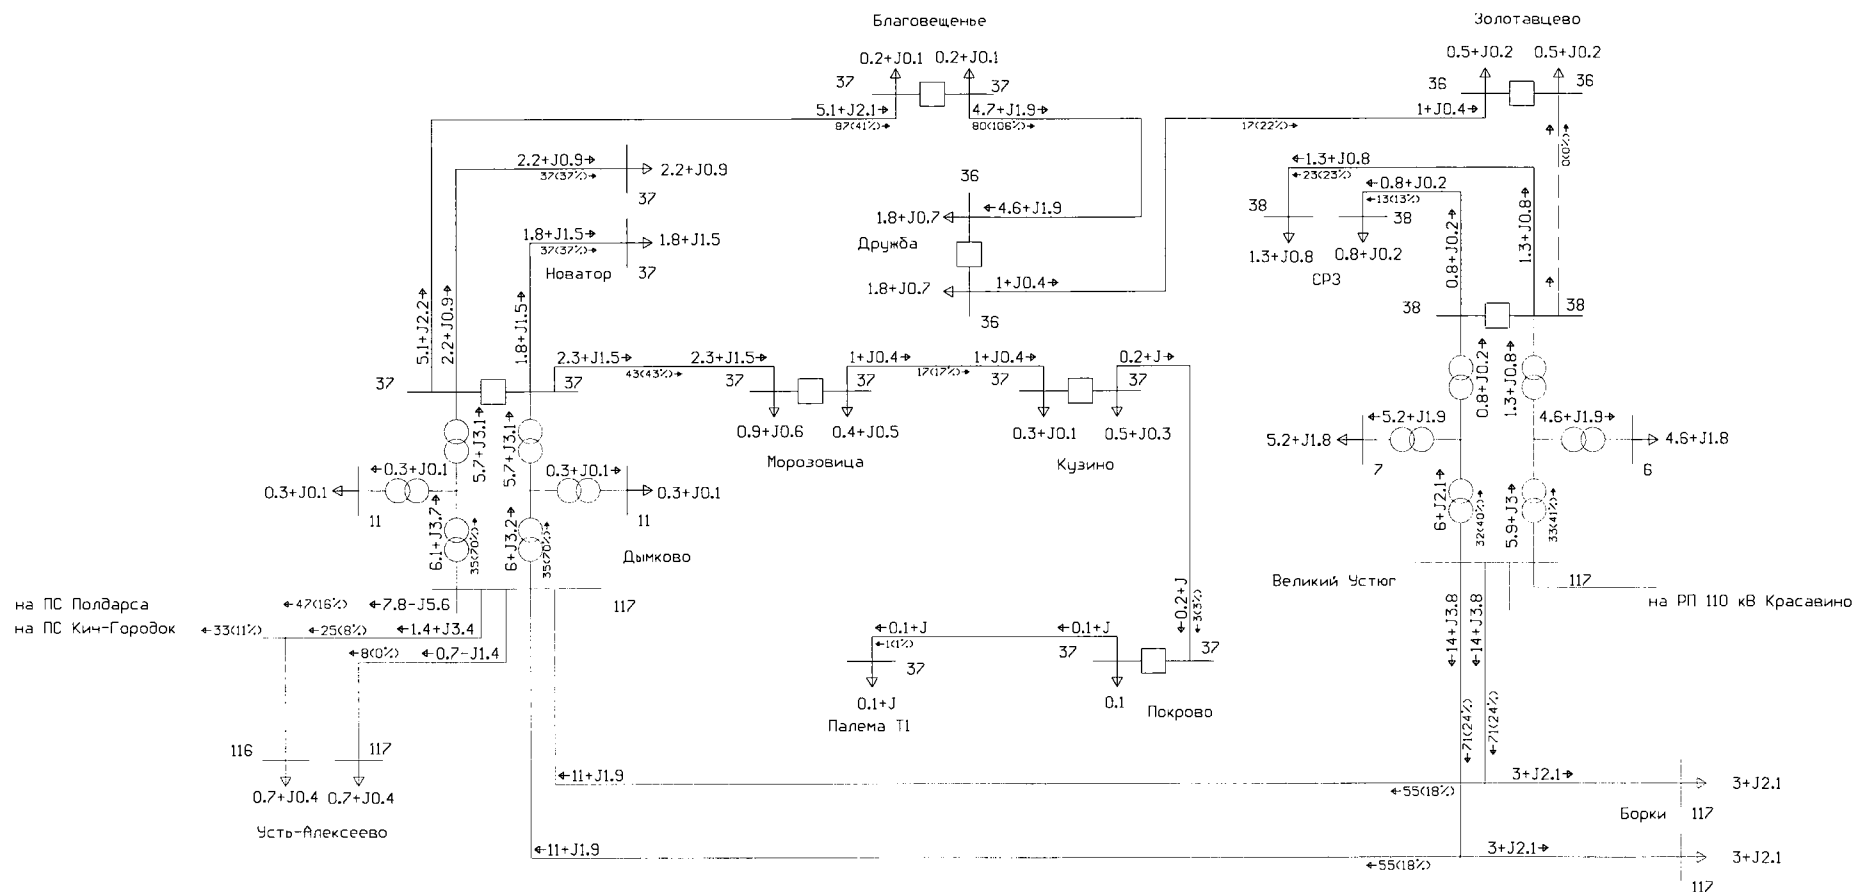 Благовещенье
Золотавцево
0.2+J0.1 0.2+J0.1
0.5+J0.2 0.5+J0.2
37 37
36 36
5.1+J2.1→ 4.7+J1.9→
87(41%)→ 80(106%)→
1+J0.4→
17(22%)→
0(0%)→
2.2+J0.9→
37(37%)→
2.2+J0.9
37
←1.3+J0.8
←23(23%)
←0.8+J0.2
←13(13%)
36
1.8+J0.7 ←4.6+J1.9
Дружба
38 38
1.3+J0.8 0.8+J0.2
СРЗ
1.8+J1.5→
37(37%)→
1.8+J1.5
Новатор 37
1.8+J0.7 1+J0.4→
36
0.8+J0.2→
1.3+J0.8→
38 38
5.1+J2.2→
2.2+J0.9→
1.8+J1.5→
2.3+J1.5→ 2.3+J1.5→ 1+J0.4→ 1+J0.4→ 0.2+J→
43(43%)→ 17(17%)→
37 37 37 37 37 37
0.9+J0.6 0.4+J0.5 0.3+J0.1 0.5+J0.3
Морозовица Кузино
5.7+J3.1→
5.7+J3.1→
0.8+J0.2→
1.3+J0.8→
5.2+J1.8 ←5.2+J1.9 4.6+J1.9→ 4.6+J1.8
7 6
0.3+J0.1 ←0.3+J0.1 0.3+J0.1→ 0.3+J0.1
11 11
6.1+J3.7→
35(70%)→
6+J3.2→
35(70%)→
Дымково
6+J2.1→
32(40%)→
5.9+J3→
33(41%)→
Великий Устюг 117
на РП 110 кВ Красавино
на ПС Полдарса ←47(16%) ←7.8-J5.6 117
на ПС Кич-Городок ←33(11%) ←25(8%) ←1.4+J3.4
←8(0%) ←0.7-J1.4
←0.2+J
←3(3%)
←14+J3.8
←14+J3.8
←0.1+J ←0.1+J
←1(1%)
37 37 37
0.1+J 0.1
Палема Т1 Покрово
←71(24%)
←71(24%)
116 117
0.7+J0.4 0.7+J0.4
Усть-Алексеево
←11+J1.9 3+J2.1→ 3+J2.1
←55(18%)
Борки 117
←11+J1.9 3+J2.1→ 3+J2.1
←55(18%)
117